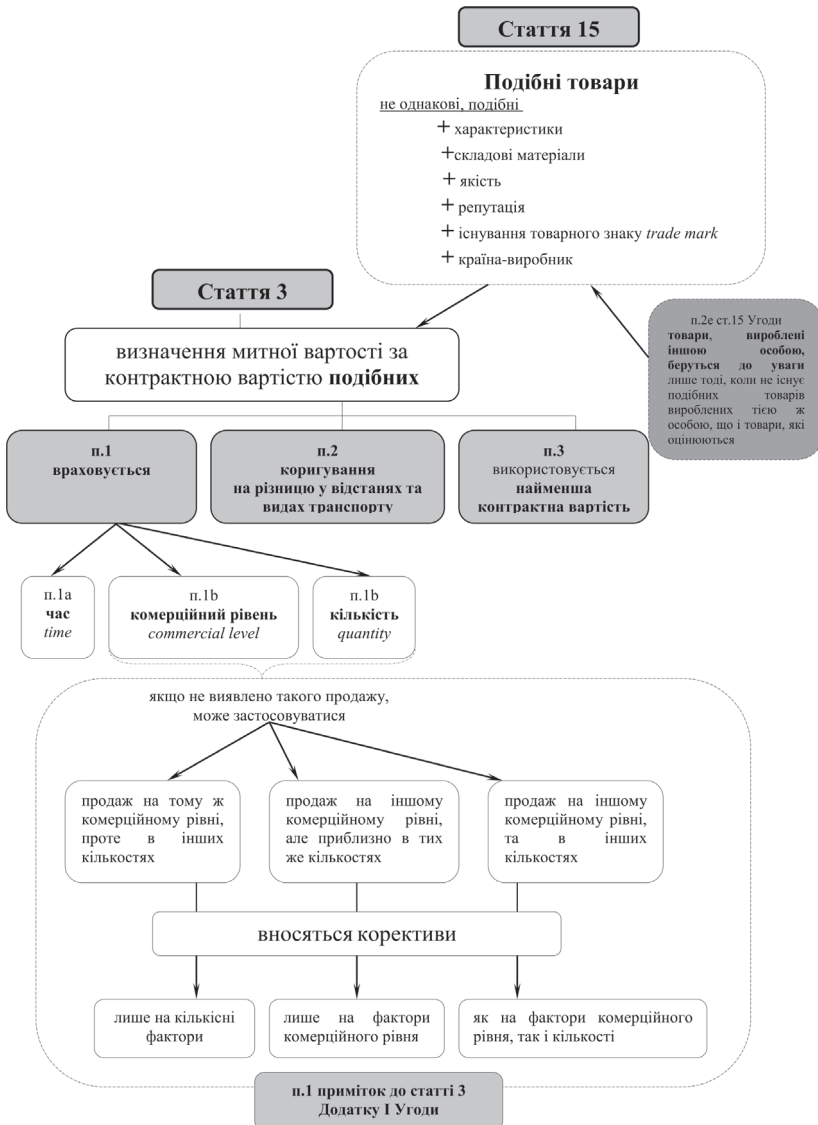 Стаття 15
Подібні товари
не однакові, подібні
+ характеристики
+складові матеріали
+ якість
+ репутація
+ існування товарного знаку trade mark
+ країна-виробник
Стаття 3
п.2е ст.15 Угоди
товари, вироблені
іншою особою,
беруться до уваги
лише тоді, коли не існує
подібних товарів
вироблених тією ж
особою, що і товари, які
оцінюються
визначення митної вартості за
контрактною вартістю подібних
п.1
враховується
п.2
коригування
на різницю у відстанях та
видах транспорту
п.3
використовується
найменша
контрактна вартість
п.1a
час
time
п.1b
комерційний рівень
commercial level
п.1b
кількість
quantity
якщо не виявлено такого продажу,
може застосовуватися
продаж на тому ж
комерційному рівні,
проте в інших
кількостях
продаж на іншому
комерційному рівні,
але приблизно в тих
же кількостях
продаж на іншому
комерційному рівні,
та в інших
кількостях
вносяться корективи
лише на кількісні
фактори
лише на фактори
комерційного рівня
як на фактори комерційного
рівня, так і кількості
п.1 приміток до статті 3
Додатку I Угоди